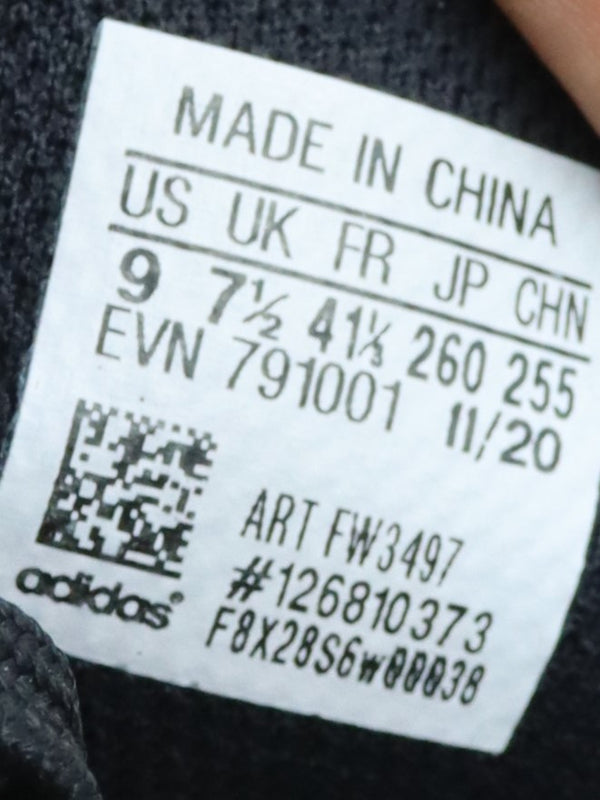 MADE IN CHINA
US UK FR JP CHN
9 7½ 41⅓ 260 255
EVN 791001 11/20
ART FW3497
#126810373
adidas®
F8X28S6w00038